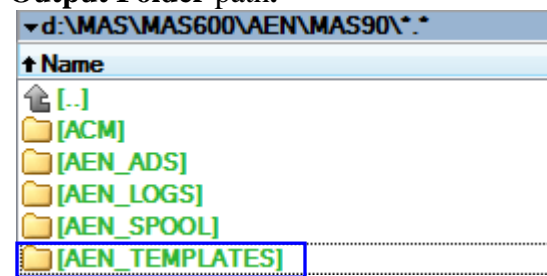 Output Folder path.
d:\MAS\MAS600\AEN\MAS90\*.*
Name
[..]
[ACM]
[AEN_ADS]
[AEN_LOGS]
[AEN_SPOOL]
[AEN_TEMPLATES]